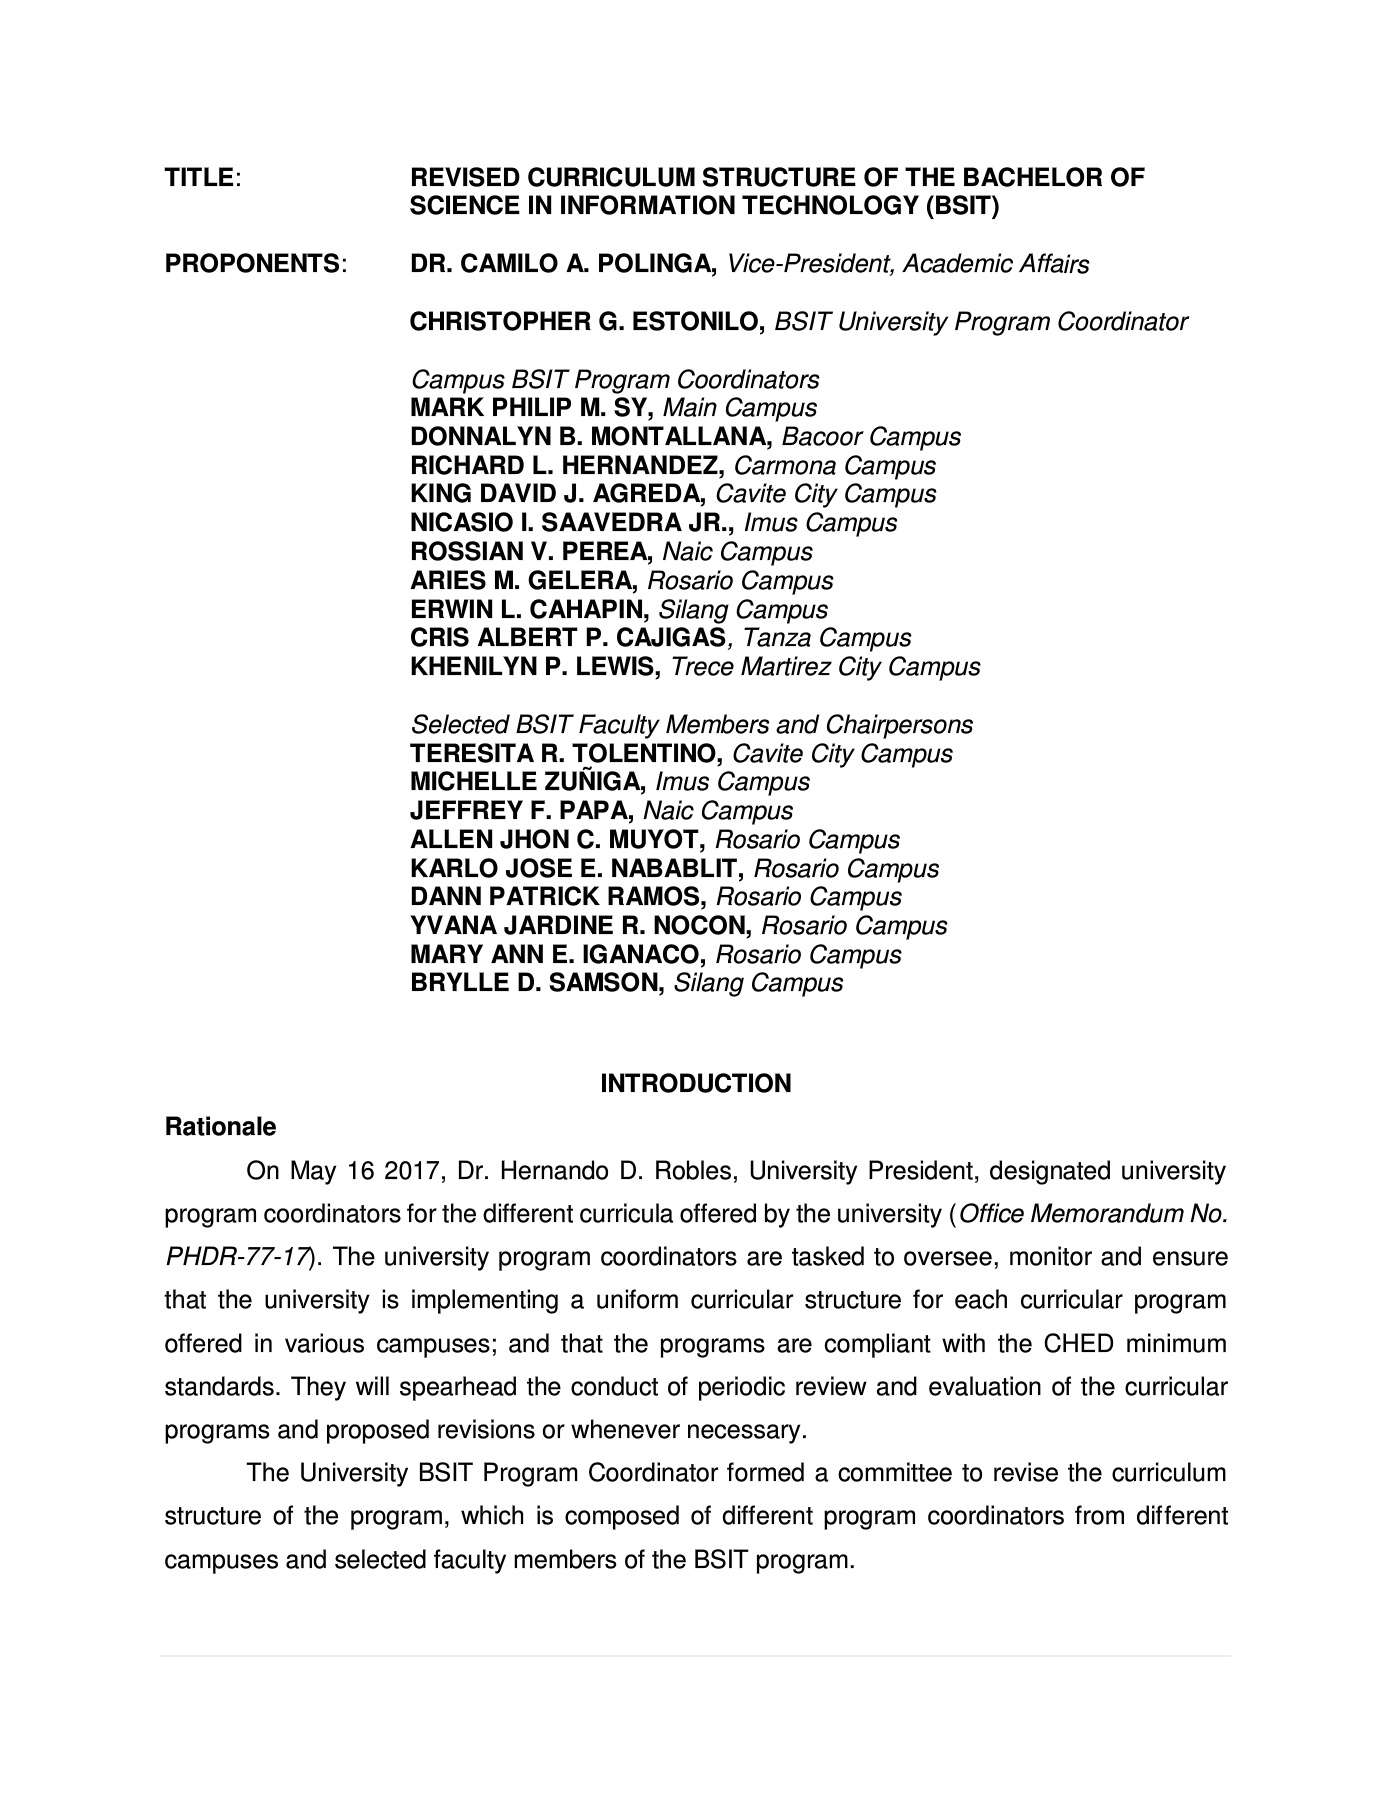 TITLE: REVISED CURRICULUM STRUCTURE OF THE BACHELOR OF
SCIENCE IN INFORMATION TECHNOLOGY (BSIT)
PROPONENTS: DR. CAMILO A. POLINGA, Vice-President, Academic Affairs
CHRISTOPHER G. ESTONILO, BSIT University Program Coordinator
Campus BSIT Program Coordinators
MARK PHILIP M. SY, Main Campus
DONNALYN B. MONTALLANA, Bacoor Campus
RICHARD L. HERNANDEZ, Carmona Campus
KING DAVID J. AGREDA, Cavite City Campus
NICASIO I. SAAVEDRA JR., Imus Campus
ROSSIAN V. PEREA, Naic Campus
ARIES M. GELERA, Rosario Campus
ERWIN L. CAHAPIN, Silang Campus
CRIS ALBERT P. CAJIGAS, Tanza Campus
KHENILYN P. LEWIS, Trece Martirez City Campus
Selected BSIT Faculty Members and Chairpersons
TERESITA R. TOLENTINO, Cavite City Campus
MICHELLE ZUÑIGA, Imus Campus
JEFFREY F. PAPA, Naic Campus
ALLEN JHON C. MUYOT, Rosario Campus
KARLO JOSE E. NABABLIT, Rosario Campus
DANN PATRICK RAMOS, Rosario Campus
YVANA JARDINE R. NOCON, Rosario Campus
MARY ANN E. IGANACO, Rosario Campus
BRYLLE D. SAMSON, Silang Campus
INTRODUCTION
Rationale
On May 16 2017, Dr. Hernando D. Robles, University President, designated university
program coordinators for the different curricula offered by the university (Office Memorandum No.
PHDR-77-17). The university program coordinators are tasked to oversee, monitor and ensure
that the university is implementing a uniform curricular structure for each curricular program
offered in various campuses; and that the programs are compliant with the CHED minimum
standards. They will spearhead the conduct of periodic review and evaluation of the curricular
programs and proposed revisions or whenever necessary.
The University BSIT Program Coordinator formed a committee to revise the curriculum
structure of the program, which is composed of different program coordinators from different
campuses and selected faculty members of the BSIT program.